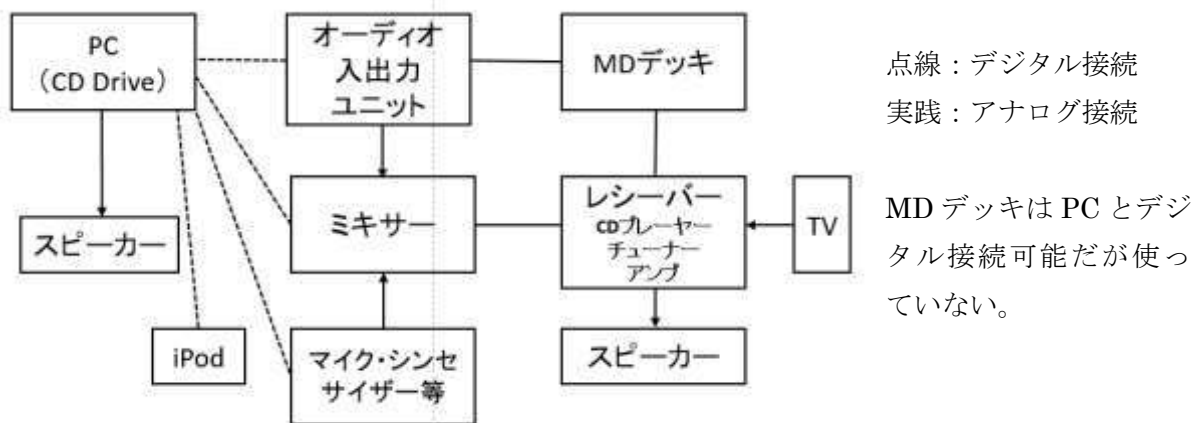 PC
（CD Drive）
オーディオ
入出力
ユニット
MDデッキ
点線：デジタル接続
実践：アナログ接続
スピーカー
ミキサー
レシーバー
CDプレーヤー
チューナー
アンプ
TV
MD デッキは PC とデジ
タル接続可能だが使っ
ていない。
iPod
マイク・シンセ
サイザー等
スピーカー